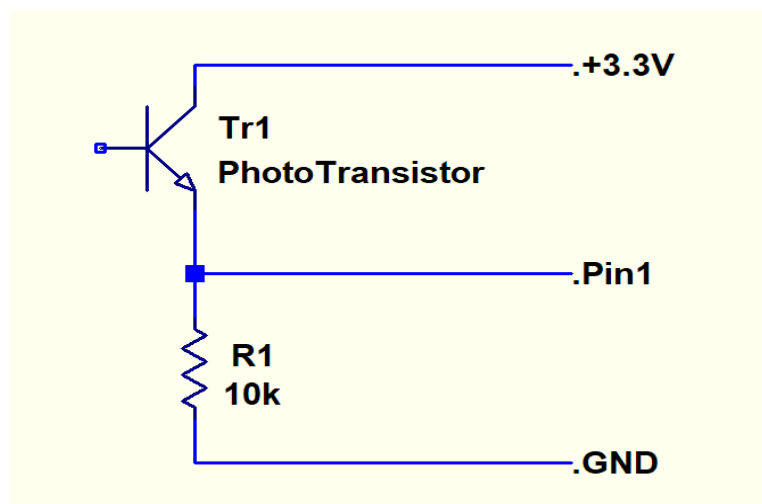 .+3.3V
Tr1
PhotoTransistor
.Pin1
R1
10k
.GND